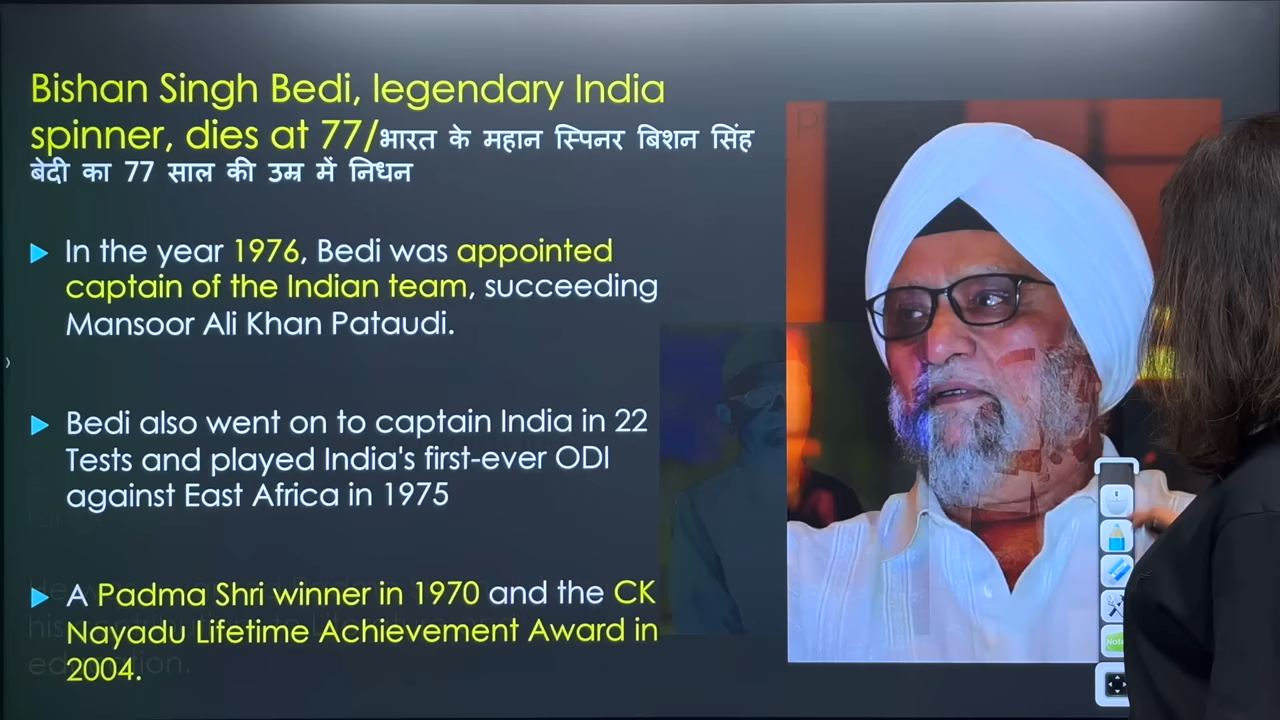 Bishan Singh Bedi, legendary India
spinner, dies at 77/भारत के महान स्पिनर बिशन सिंह
बेदी का 77 साल की उम्र में निधन
In the year 1976, Bedi was appointed
captain of the Indian team, succeeding
Mansoor Ali Khan Pataudi.
Bedi also went on to captain India in 22
Tests and played India's first-ever ODI
against East Africa in 1975
A Padma Shri winner in 1970 and the CK
Nayadu Lifetime Achievement Award in
2004.